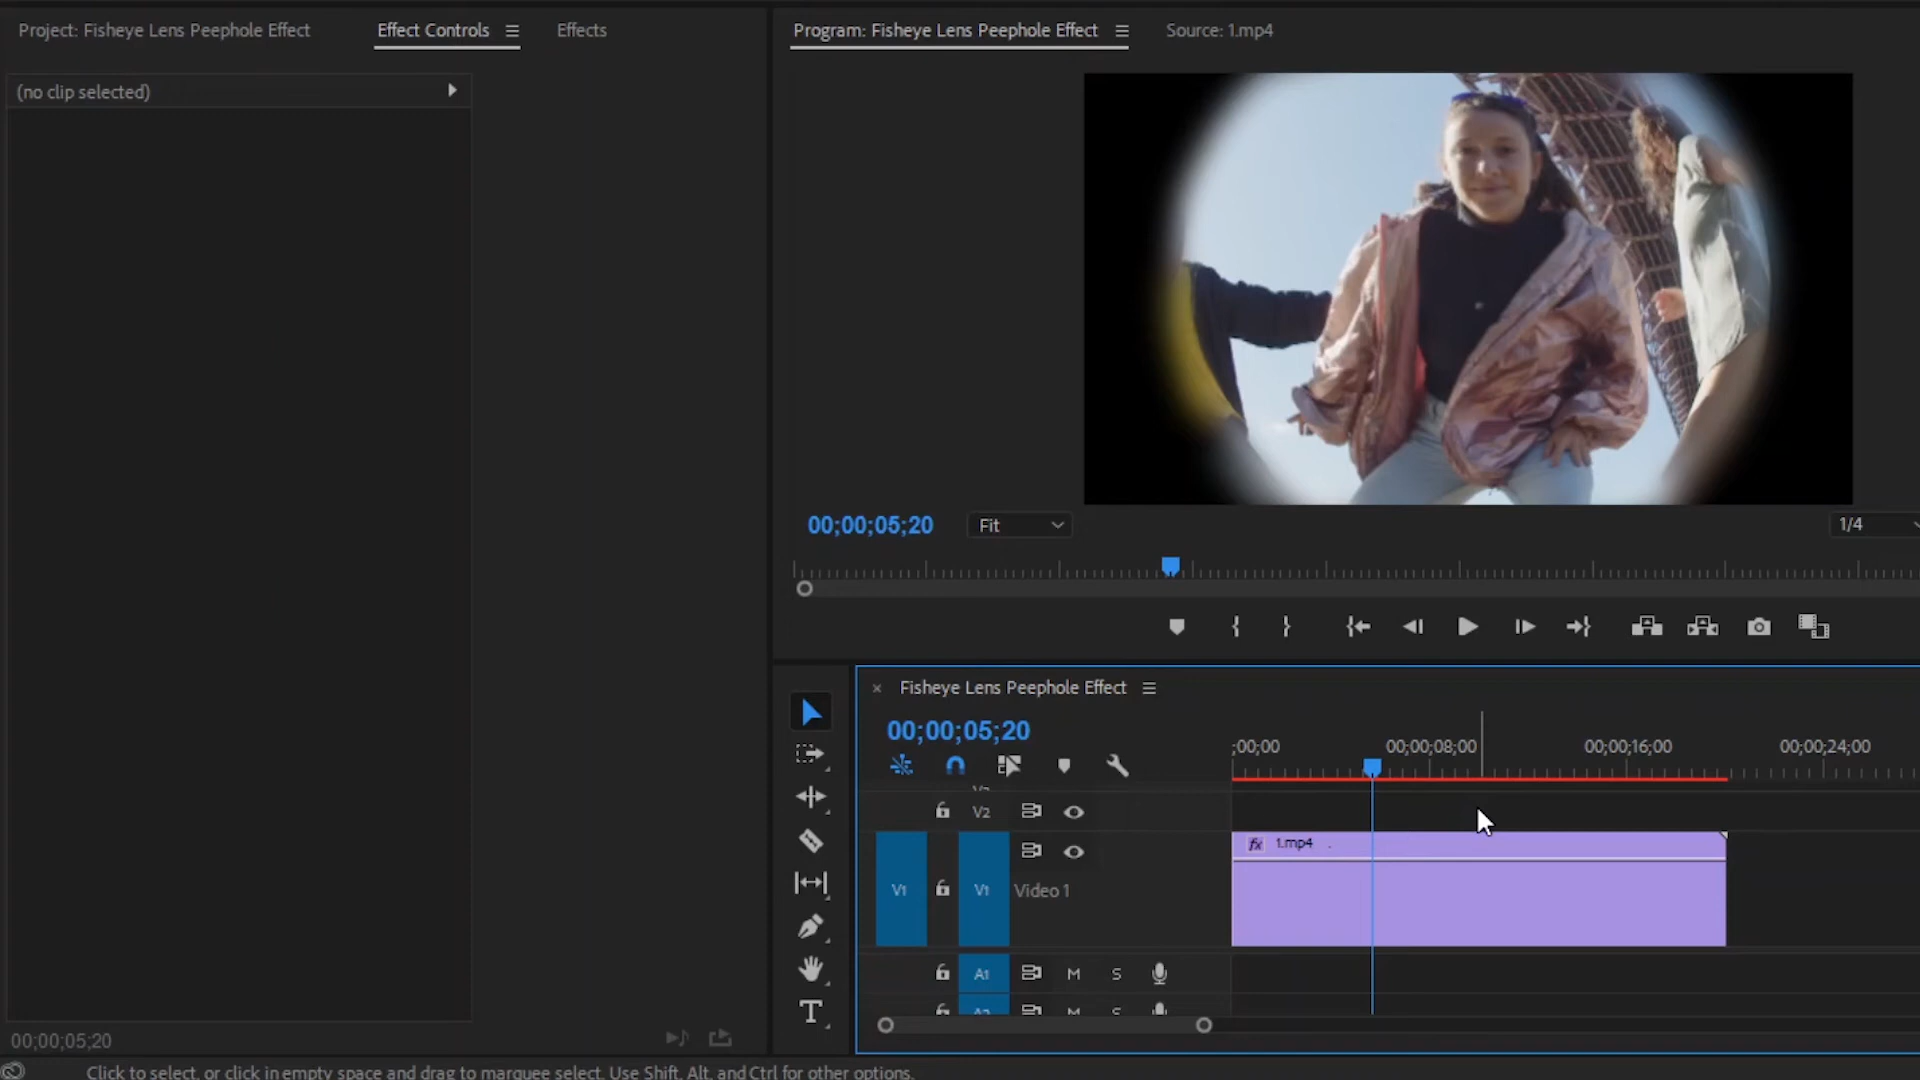 Project: Fisheye Lens Peephole Effect
Effect Controls
Effects
(no clip selected)
00;00;05;20
Program: Fisheye Lens Peephole Effect
Source: 1.mp4
00;00;05;20
Fit
1/4
Fisheye Lens Peephole Effect
00;00;05;20
;00;00
00;00;08;00
00;00;16;00
00;00;24;00
V2
fx 1.mp4
V1
V1
Video 1
A1
M
S
Click to select, or click in empty space and drag to marquee select. Use Shift, Alt, and Ctrl for other options.